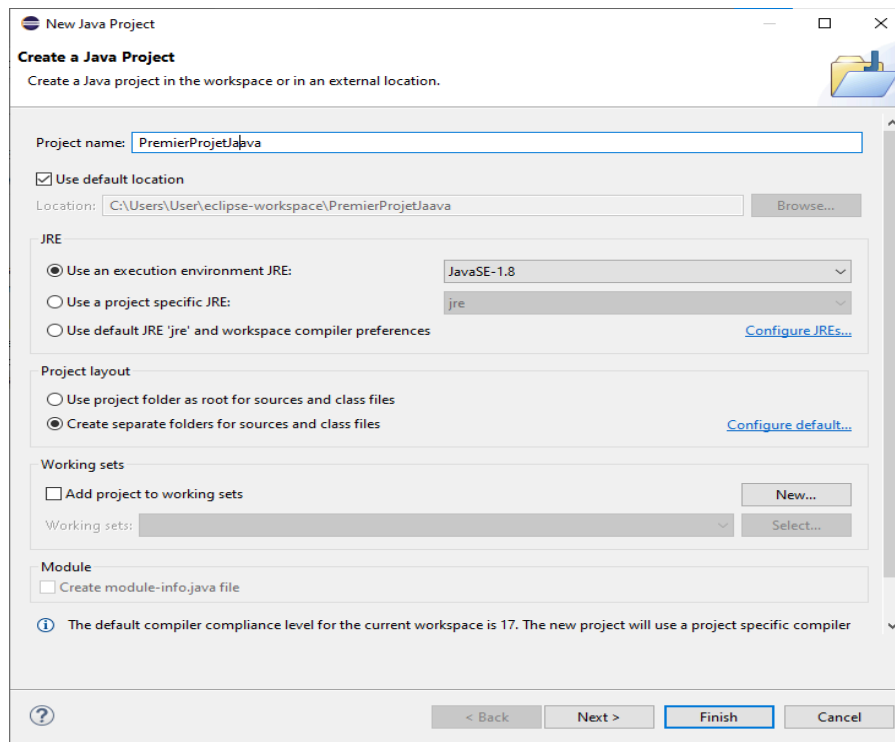 New Java Project
Create a Java Project
Create a Java project in the workspace or in an external location.
Project name: PremierProjetJaava
Use default location
Location: C:\Users\User\eclipse-workspace\PremierProjetJaava Browse...
JRE
Use an execution environment JRE: JavaSE-1.8
Use a project specific JRE: jre
Use default JRE 'jre' and workspace compiler preferences Configure JREs...
Project layout
Use project folder as root for sources and class files
Create separate folders for sources and class files Configure default...
Working sets
Add project to working sets New...
Working sets: Select...
Module
Create module-info.java file
The default compiler compliance level for the current workspace is 17. The new project will use a project specific compiler
? < Back Next > Finish Cancel